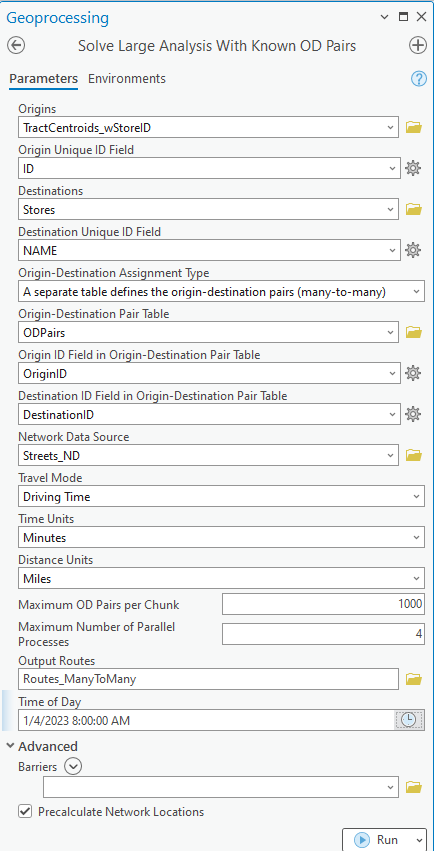 Geoprocessing
Solve Large Analysis With Known OD Pairs
Parameters Environments
Origins
TractCentroids_wStoreID
Origin Unique ID Field
ID
Destinations
Stores
Destination Unique ID Field
NAME
Origin-Destination Assignment Type
A separate table defines the origin-destination pairs (many-to-many)
Origin-Destination Pair Table
ODPairs
Origin ID Field in Origin-Destination Pair Table
OriginID
Destination ID Field in Origin-Destination Pair Table
DestinationID
Network Data Source
Streets_ND
Travel Mode
Driving Time
Time Units
Minutes
Distance Units
Miles
Maximum OD Pairs per Chunk 1000
Maximum Number of Parallel
Processes 4
Output Routes
Routes_ManyToMany
Time of Day
1/4/2023 8:00:00 AM
Advanced
Barriers
Precalculate Network Locations
Run